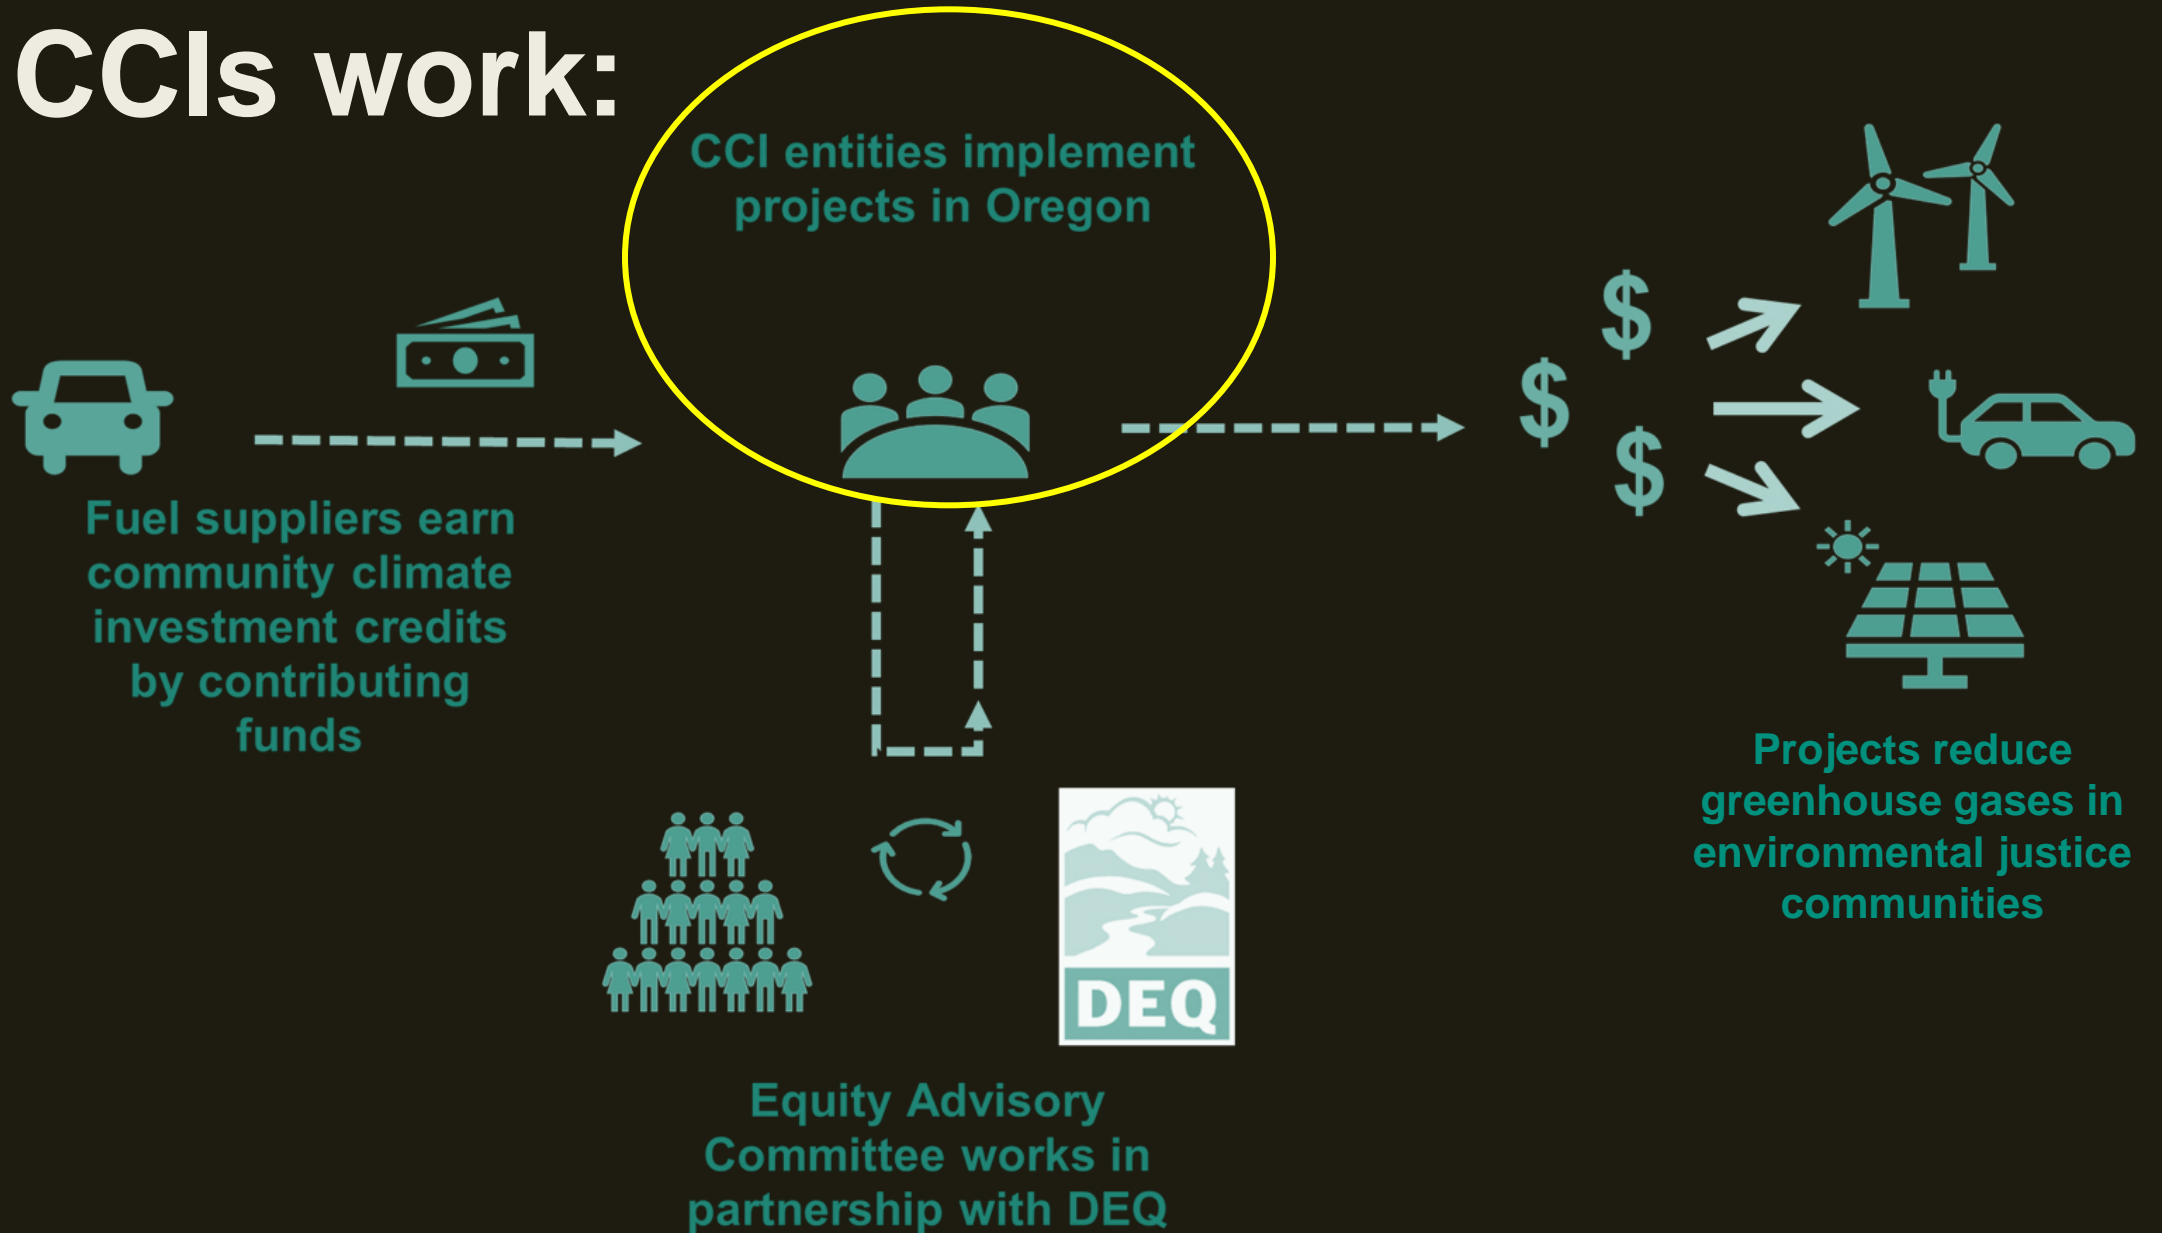 CCIs work:
CCI entities implement
projects in Oregon
$
$
$
Fuel suppliers earn
community climate
investment credits
by contributing
funds
Projects reduce
greenhouse gases in
environmental justice
communities
DEQ
Equity Advisory
Committee works in
partnership with DEQ